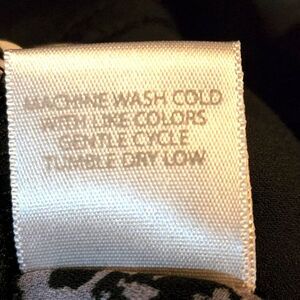 MACHINE WASH COLD
WITH LIKE COLORS
GENTLE CYCLE
TUMBLE DRY LOW